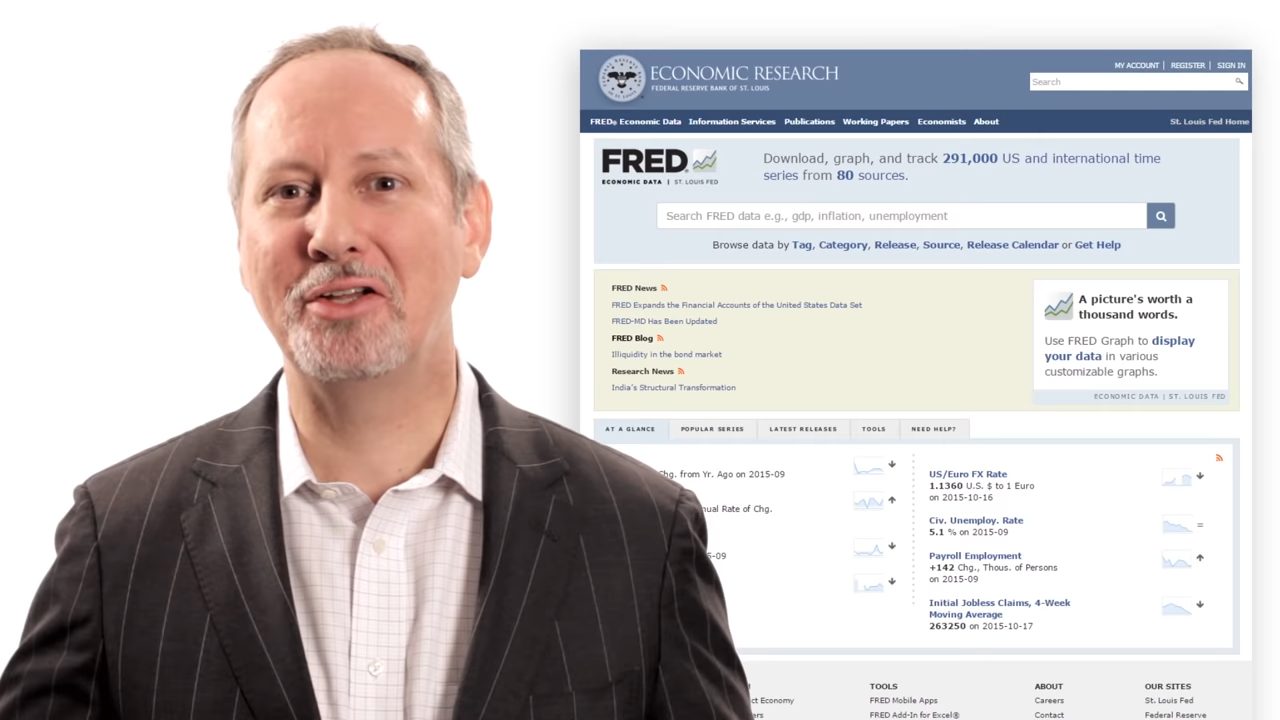 ECONOMIC RESEARCH
FEDERAL RESERVE BANK OF ST. LOUIS
MY ACCOUNT | REGISTER | SIGN IN
Search
FRED® Economic Data Information Services Publications Working Papers Economists About St. Louis Fed Home
FRED®
ECONOMIC DATA | ST. LOUIS FED
Download, graph, and track 291,000 US and international time
series from 80 sources.
Search FRED data e.g., gdp, inflation, unemployment
Browse data by Tag, Category, Release, Source, Release Calendar or Get Help
FRED News
FRED Expands the Financial Accounts of the United States Data Set
FRED-MD Has Been Updated
FRED Blog
Illiquidity in the bond market
Research News
India's Structural Transformation
A picture's worth a
thousand words.
Use FRED Graph to display
your data in various
customizable graphs.
ECONOMIC DATA | ST. LOUIS FED
AT A GLANCE POPULAR SERIES LATEST RELEASES TOOLS NEED HELP?
Chg. from Yr. Ago on 2015-09
nual Rate of Chg.
5-09
US/Euro FX Rate
1.1360 U.S. $ to 1 Euro
on 2015-10-16
Civ. Unemploy. Rate
5.1 % on 2015-09
=
Payroll Employment
+142 Chg., Thous. of Persons
on 2015-09
Initial Jobless Claims, 4-Week
Moving Average
263250 on 2015-10-17
ct Economy
ers
TOOLS
FRED Mobile Apps
FRED Add-In for Excel®
ABOUT
Careers
Contact
OUR SITES
St. Louis Fed
Federal Reserve